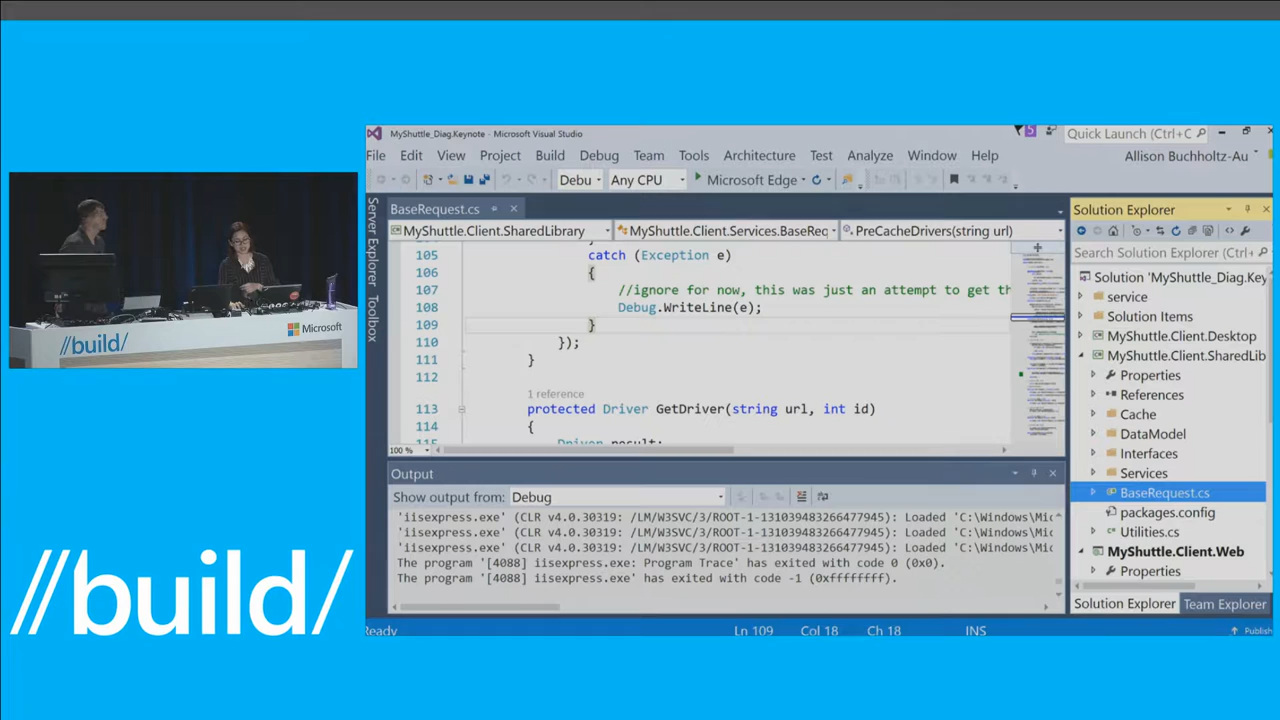 //build/
Microsoft
//build/
MyShuttle_Diag.Keynote - Microsoft Visual Studio
5
Quick Launch (Ctrl+C
File Edit View Project Build Debug Team Tools Architecture Test Analyze Window Help
Allison Buchholtz-Au
Debu Any CPU Microsoft Edge
Server Explorer Toolbox
BaseRequest.cs
MyShuttle.Client.SharedLibrary MyShuttle.Client.Services.BaseReq PreCacheDrivers(string url)
105 catch (Exception e)
106 {
107 //ignore for now, this was just an attempt to get th
108 Debug.WriteLine(e);
109 }
110 });
111 }
112
1 reference
113 protected Driver GetDriver(string url, int id)
114 {
115 Driver result;
100 %
Output
Show output from: Debug
'iisexpress.exe' (CLR v4.0.30319: /LM/W3SVC/3/ROOT-1-131039483266477945): Loaded 'C:\Windows\Mic
'iisexpress.exe' (CLR v4.0.30319: /LM/W3SVC/3/ROOT-1-131039483266477945): Loaded 'C:\Windows\Mic
'iisexpress.exe' (CLR v4.0.30319: /LM/W3SVC/3/ROOT-1-131039483266477945): Loaded 'C:\Windows\Mic
The program '[4088] iisexpress.exe: Program Trace' has exited with code 0 (0x0).
The program '[4088] iisexpress.exe' has exited with code -1 (0xffffffff).
Ready Ln 109 Col 18 Ch 18 INS Publish
Solution Explorer
Search Solution Explorer (Ctrl+
Solution 'MyShuttle_Diag.Key
service
Solution Items
MyShuttle.Client.Desktop
MyShuttle.Client.SharedLib
Properties
References
Cache
DataModel
Interfaces
Services
BaseRequest.cs
packages.config
Utilities.cs
MyShuttle.Client.Web
Properties
Solution Explorer Team Explorer